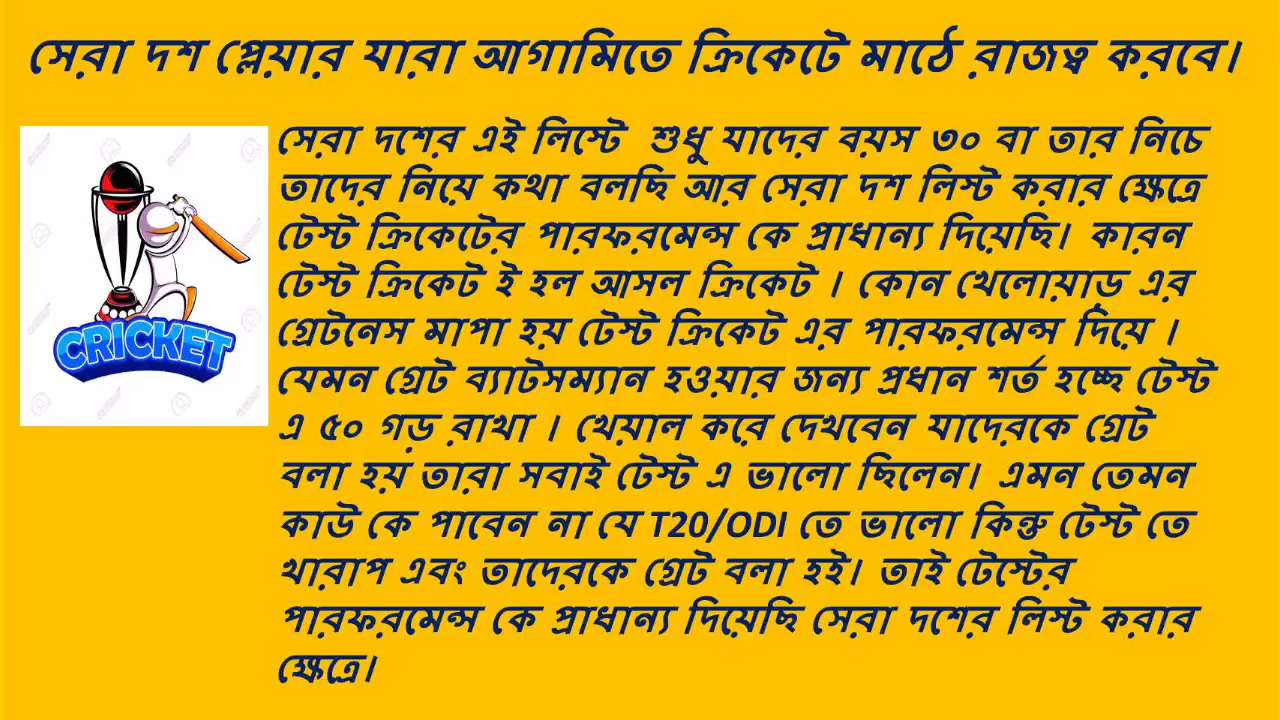 সেরা দশ প্লেয়ার যারা আগামিতে ক্রিকেটে মাঠে রাজত্ব করবে।
সেরা দশের এই লিস্টে শুধু যাদের বয়স ৩০ বা তার নিচে
তাদের নিয়ে কথা বলছি আর সেরা দশ লিস্ট করার ক্ষেত্রে
টেস্ট ক্রিকেটের পারফরমেন্স কে প্রাধান্য দিয়েছি। কারন
টেস্ট ক্রিকেট ই হল আসল ক্রিকেট । কোন খেলোয়াড় এর
গ্রেটনেস মাপা হয় টেস্ট ক্রিকেট এর পারফরমেন্স দিয়ে ।
যেমন গ্রেট ব্যাটসম্যান হওয়ার জন্য প্রধান শর্ত হচ্ছে টেস্ট
এ ৫০ গড় রাখা । খেয়াল করে দেখবেন যাদেরকে গ্রেট
বলা হয় তারা সবাই টেস্ট এ ভালো ছিলেন। এমন তেমন
কাউ কে পাবেন না যে T20/ODI তে ভালো কিন্তু টেস্ট তে
খারাপ এবং তাদেরকে গ্রেট বলা হই। তাই টেস্টের
পারফরমেন্স কে প্রাধান্য দিয়েছি সেরা দশের লিস্ট করার
ক্ষেত্রে।
CRICKET